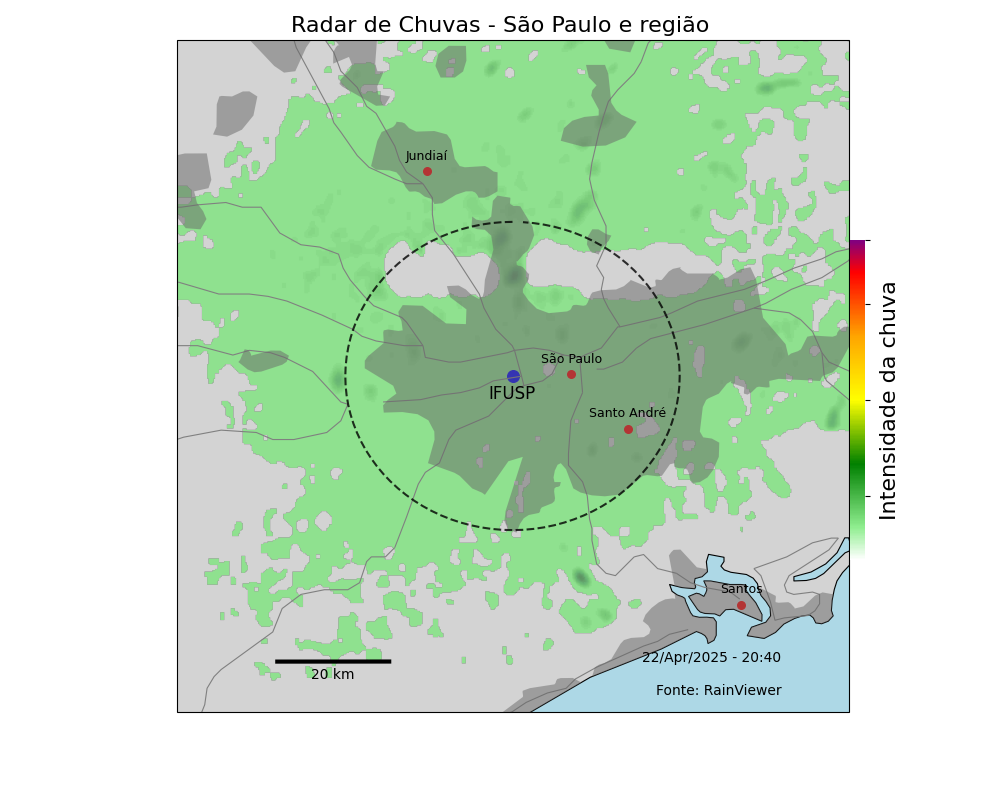 Radar de Chuvas - São Paulo e região
Jundiaí
São Paulo
IFUSP
Santo André
Intensidade da chuva
Santos
22/Apr/2025 - 20:40
20 km
Fonte: RainViewer